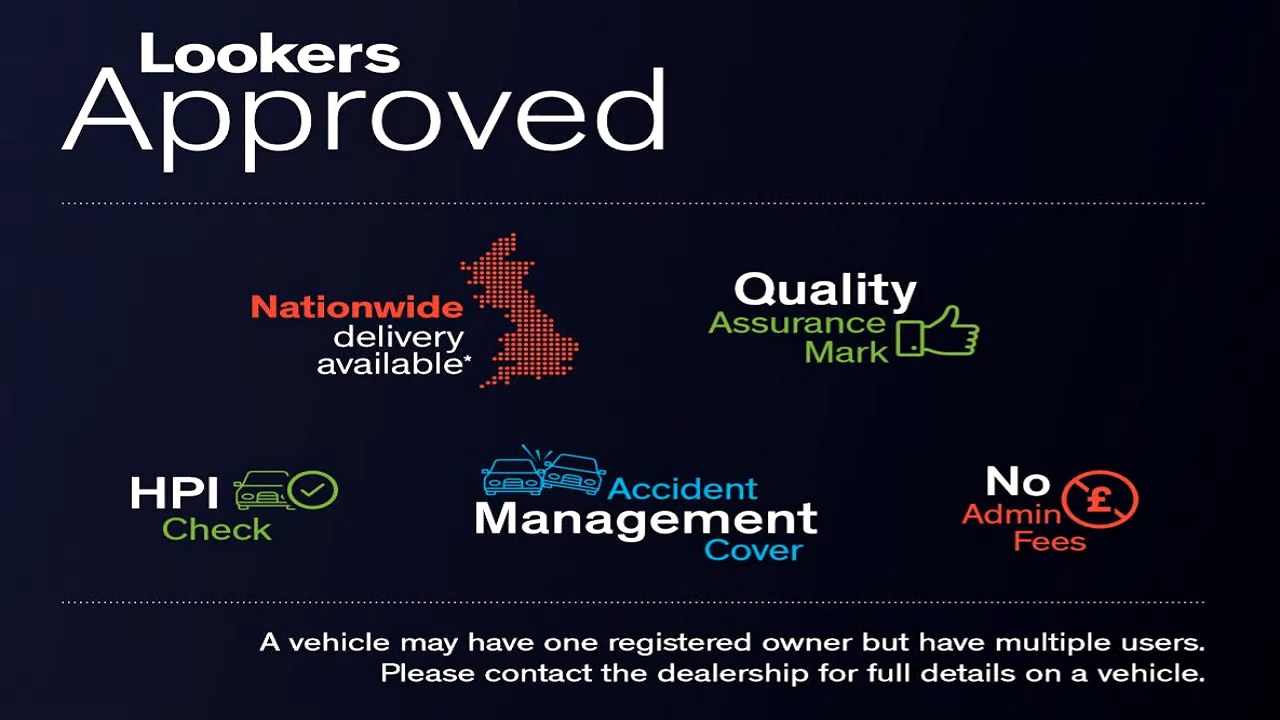 Lookers
Approved
Nationwide
delivery
available*
Quality
Assurance
Mark
HPI
Check
Accident
Management
Cover
No
Admin
£
Fees
A vehicle may have one registered owner but have multiple users.
Please contact the dealership for full details on a vehicle.